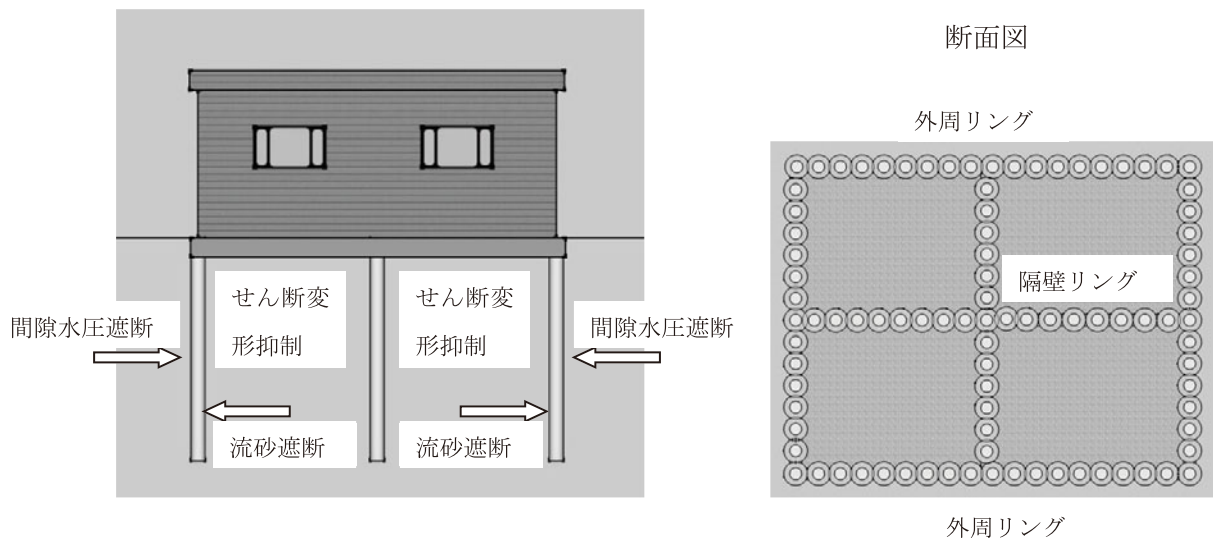 断面図
外周リング
せん断変
形抑制
せん断変
形抑制
隔壁リング
間隙水圧遮断
間隙水圧遮断
流砂遮断
流砂遮断
外周リング